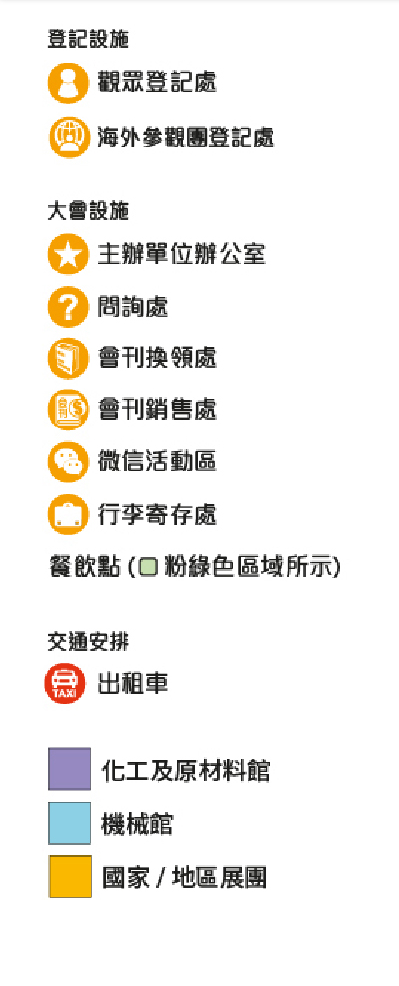 登記設施
觀眾登記處
海外參觀團登記處
大會設施
主辦單位辦公室
問詢處
會刊換領處
會刊銷售處
微信活動區
行李寄存處
餐飲點 ( 粉綠色區域所示)
交通安排
TAXI 出租車
化工及原材料館
機械館
國家 / 地區展團